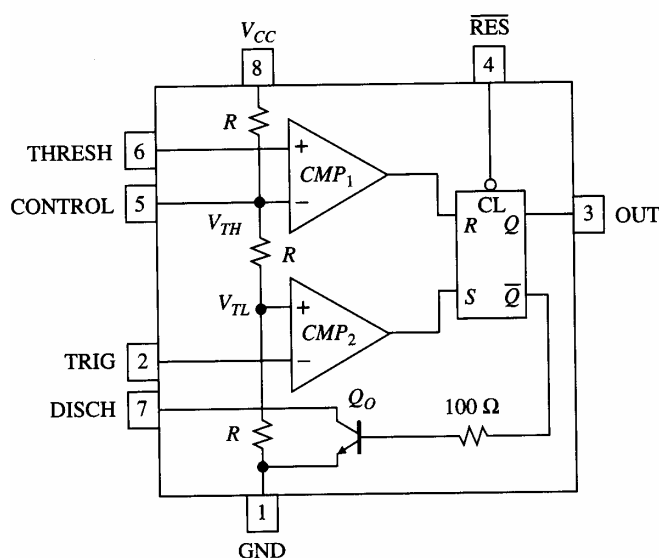 V_CC
RES
8
4
R
THRESH 6
+
CMP₁
CONTROL 5
−
CL
V_TH
R Q
3 OUT
R
V_TL
+
S Q
CMP₂
TRIG 2
−
DISCH 7
Q_O
100 Ω
R
1
GND